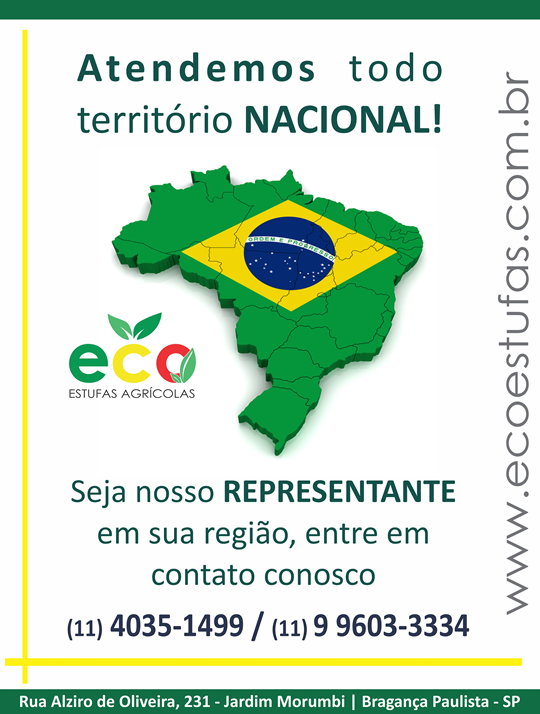 Atendemos todo
território NACIONAL!
www.ecoestufas.com.br
ORDEM E PROGRESSO
eco
ESTUFAS AGRÍCOLAS
Seja nosso REPRESENTANTE
em sua região, entre em
contato conosco
(11) 4035-1499 / (11) 9 9603-3334
Rua Alziro de Oliveira, 231 - Jardim Morumbi | Bragança Paulista - SP